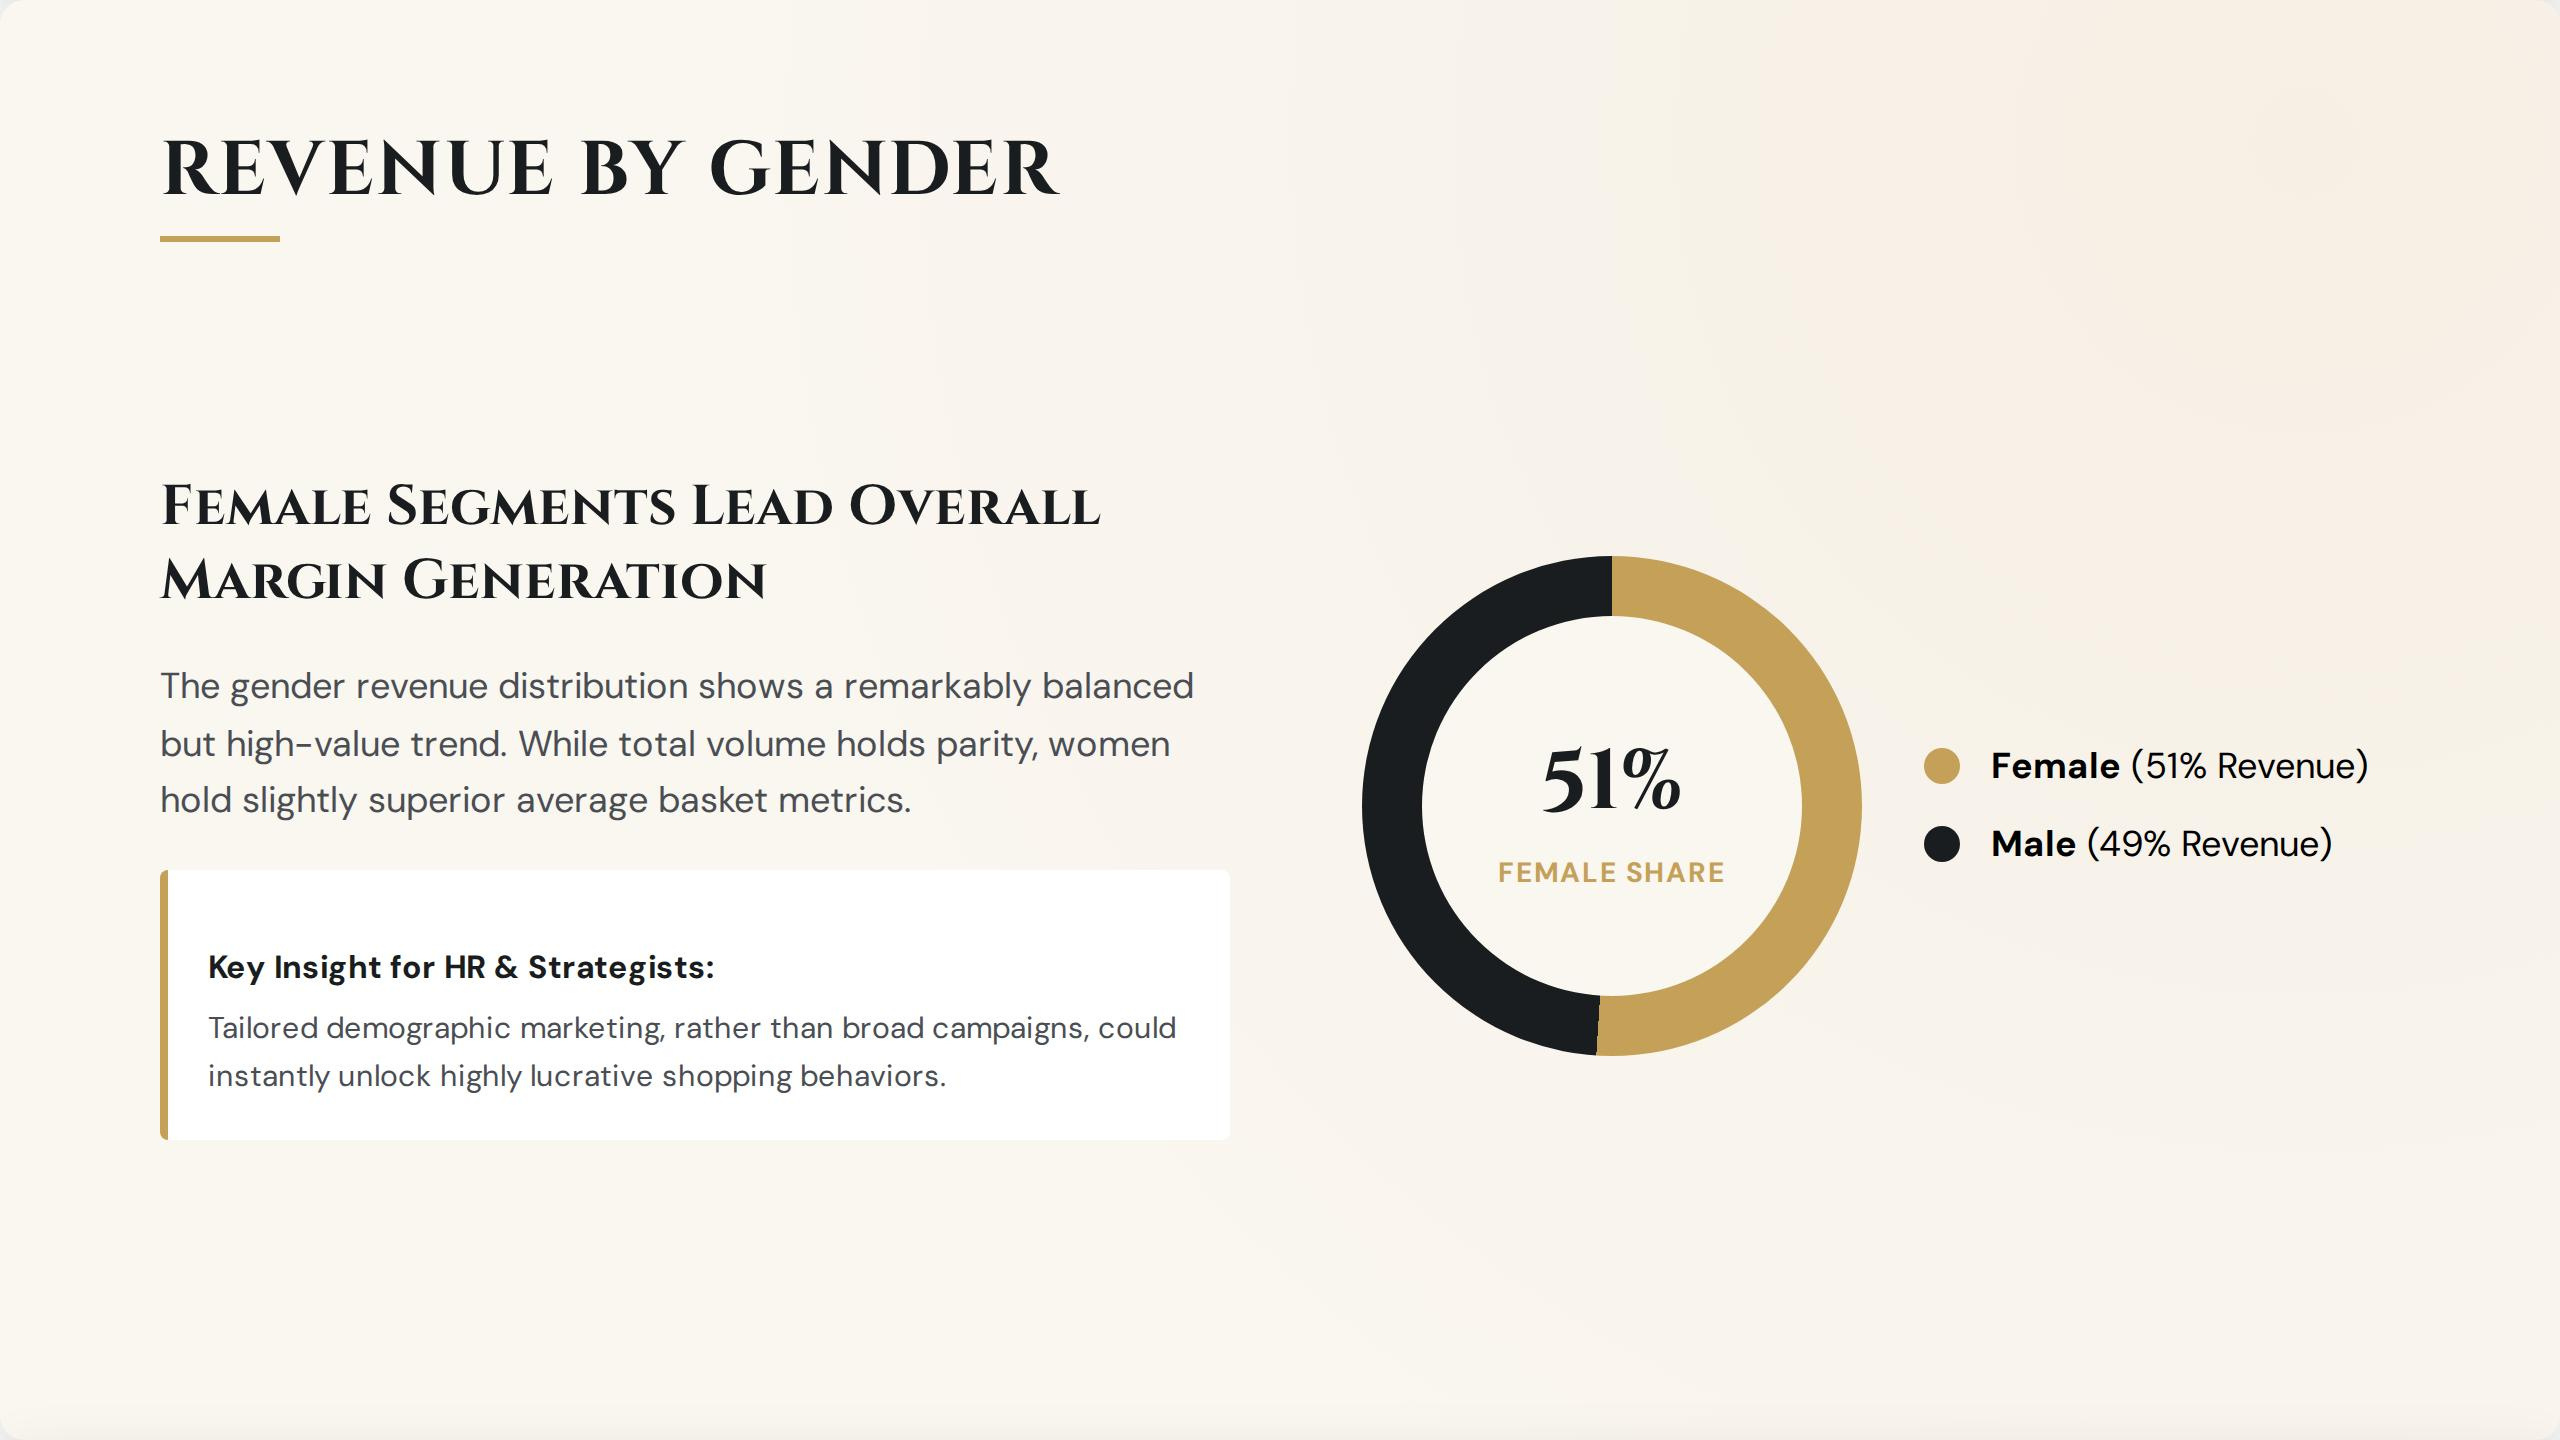 REVENUE BY GENDER
Female Segments Lead Overall
Margin Generation
The gender revenue distribution shows a remarkably balanced
but high-value trend. While total volume holds parity, women
hold slightly superior average basket metrics.
Key Insight for HR & Strategists:
Tailored demographic marketing, rather than broad campaigns, could
instantly unlock highly lucrative shopping behaviors.
51%
FEMALE SHARE
Female (51% Revenue)
Male (49% Revenue)